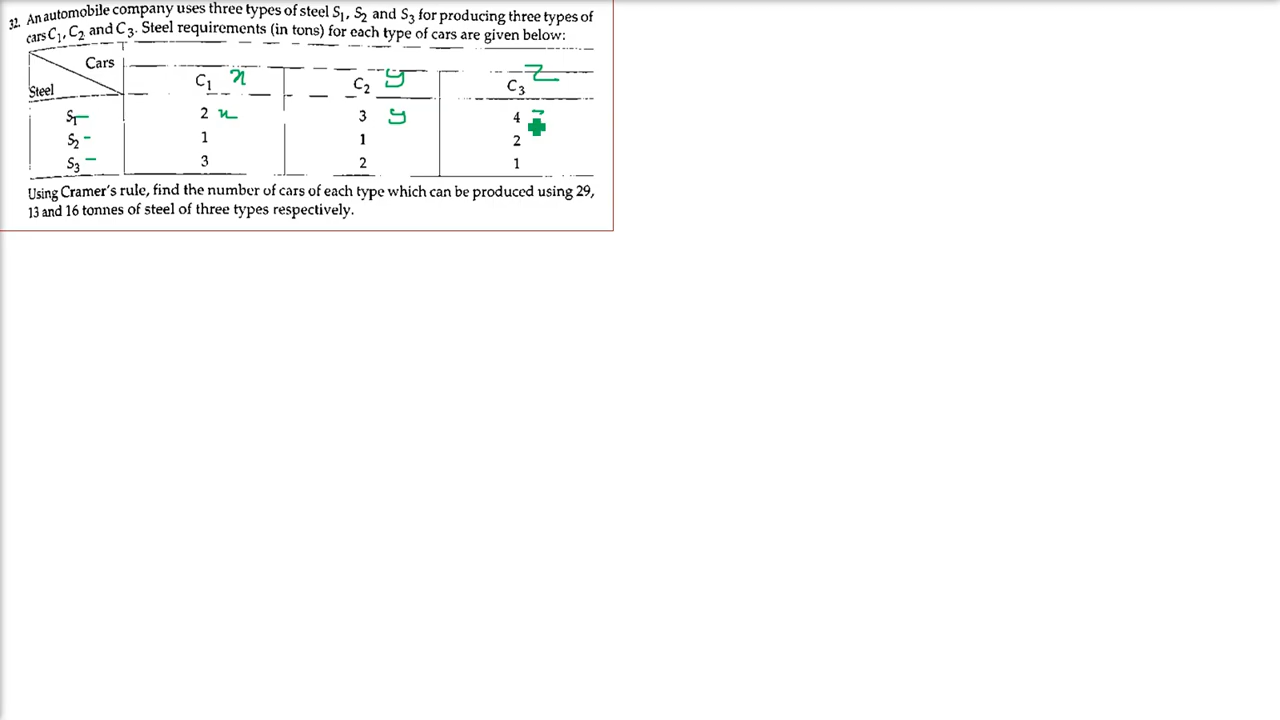 32. An automobile company uses three types of steel S₁, S₂ and S₃ for producing three types of
cars C₁, C₂ and C₃. Steel requirements (in tons) for each type of cars are given below:
Cars
Steel
C₁ x C₂ y C₃ z
S₁ 2 x 3 y 4
S₂ 1 1 2
S₃ 3 2 1
Using Cramer's rule, find the number of cars of each type which can be produced using 29,
13 and 16 tonnes of steel of three types respectively.